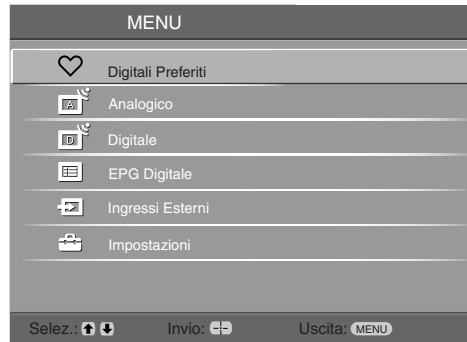 MENU
Digitali Preferiti
A Analogico
D Digitale
EPG Digitale
Ingressi Esterni
Impostazioni
Selez.: Invio: Uscita: MENU